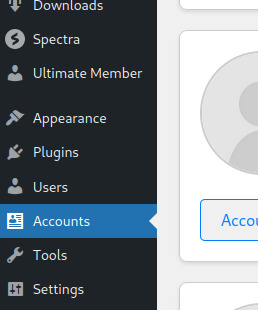 Downloads
Spectra
Ultimate Member
Appearance
Plugins
Users
Accounts
Tools
Settings